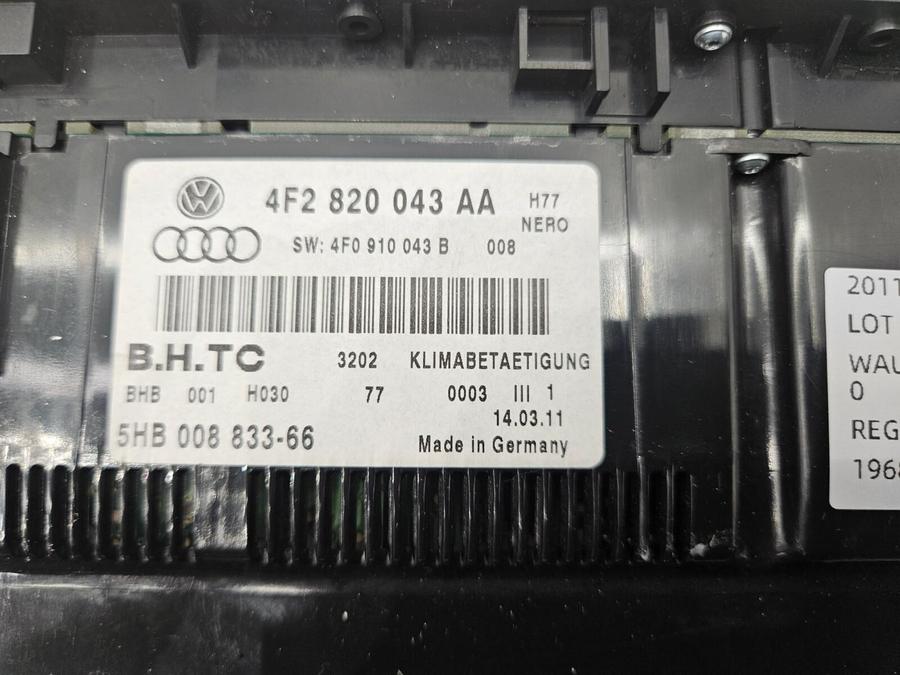 4F2 820 043 AA H77
NERO
SW: 4F0 910 043 B 008
B.H.TC 3202 KLIMABETAETIGUNG
BHB 001 H030 77 0003 III 1
14.03.11
5HB 008 833-66 Made in Germany
2011
LOT
WAU
0
REG
1968